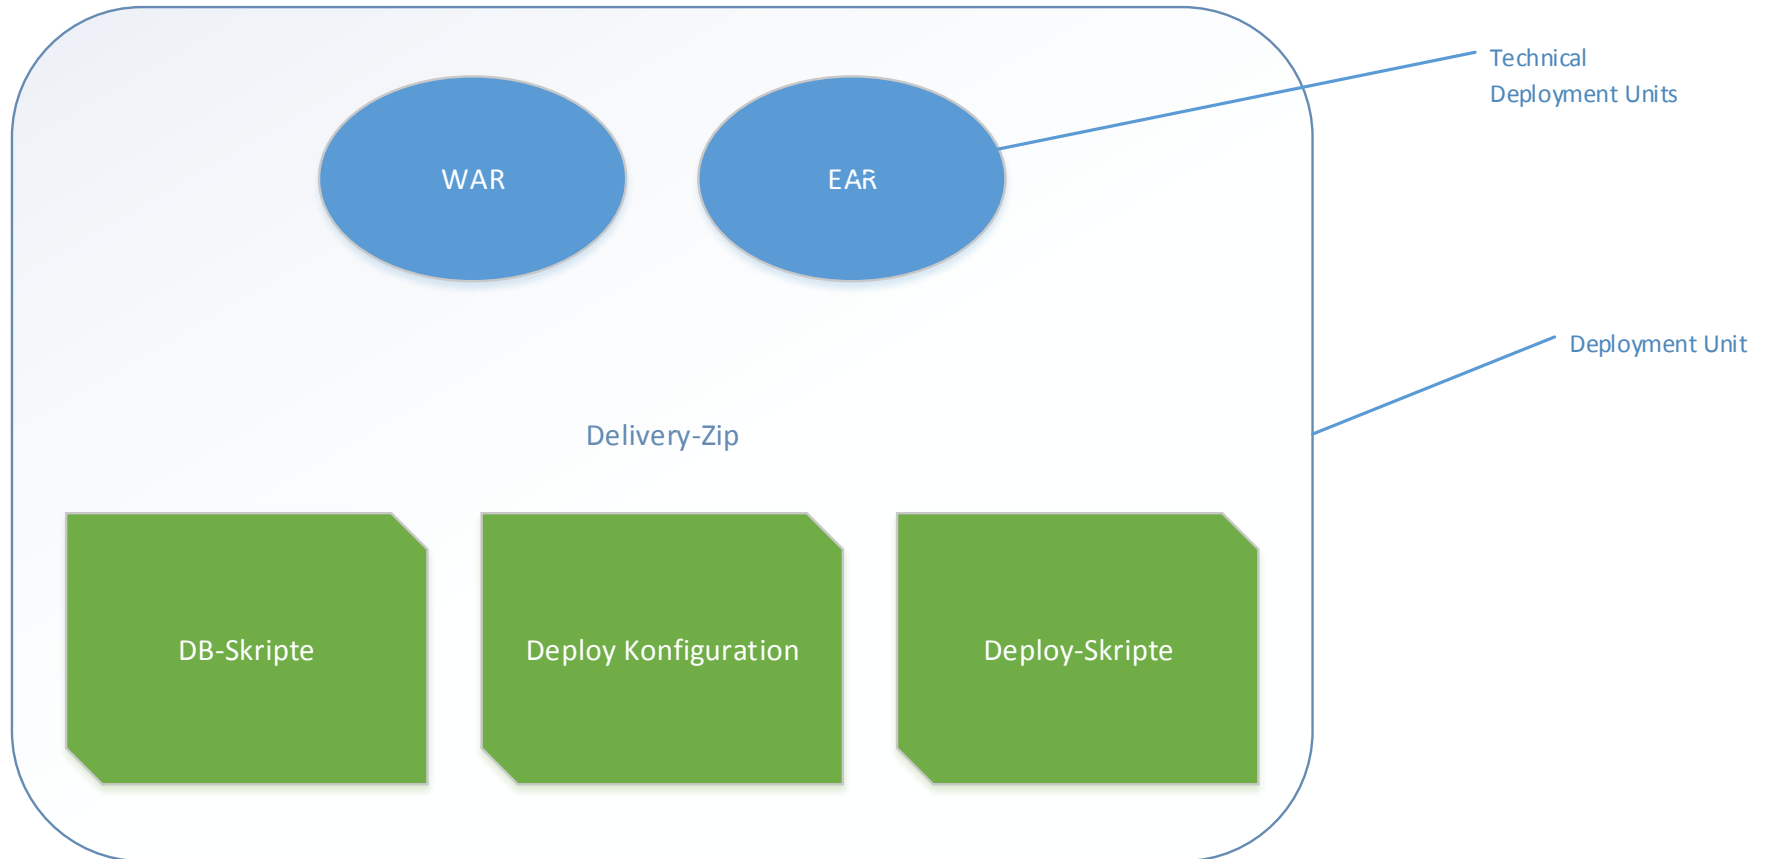 Technical
Deployment Units
WAR
EAR
Deployment Unit
Delivery-Zip
DB-Skripte
Deploy Konfiguration
Deploy-Skripte